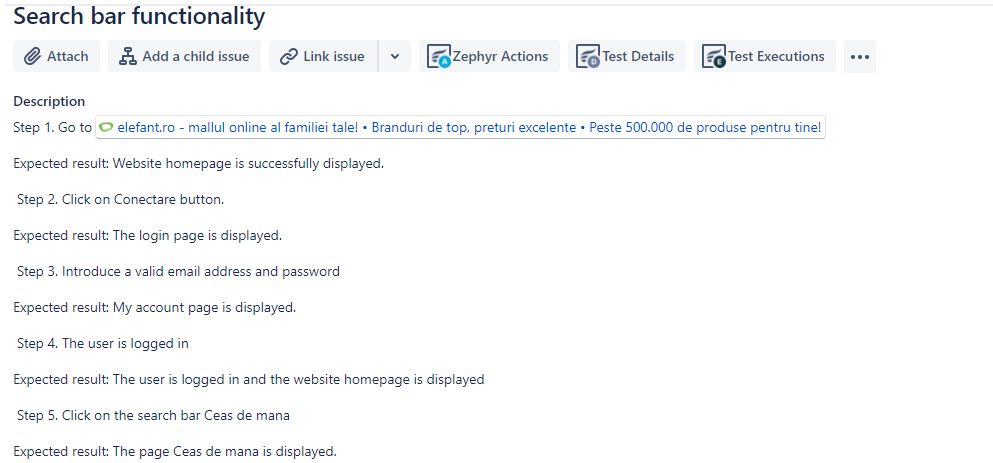 Search bar functionality
Attach Add a child issue Link issue Zephyr Actions Test Details Test Executions
Description
Step 1. Go to elefant.ro - mallul online al familiei tale! • Branduri de top, preturi excelente • Peste 500.000 de produse pentru tine!
Expected result: Website homepage is successfully displayed.
Step 2. Click on Conectare button.
Expected result: The login page is displayed.
Step 3. Introduce a valid email address and password
Expected result: My account page is displayed.
Step 4. The user is logged in
Expected result: The user is logged in and the website homepage is displayed
Step 5. Click on the search bar Ceas de mana
Expected result: The page Ceas de mana is displayed.